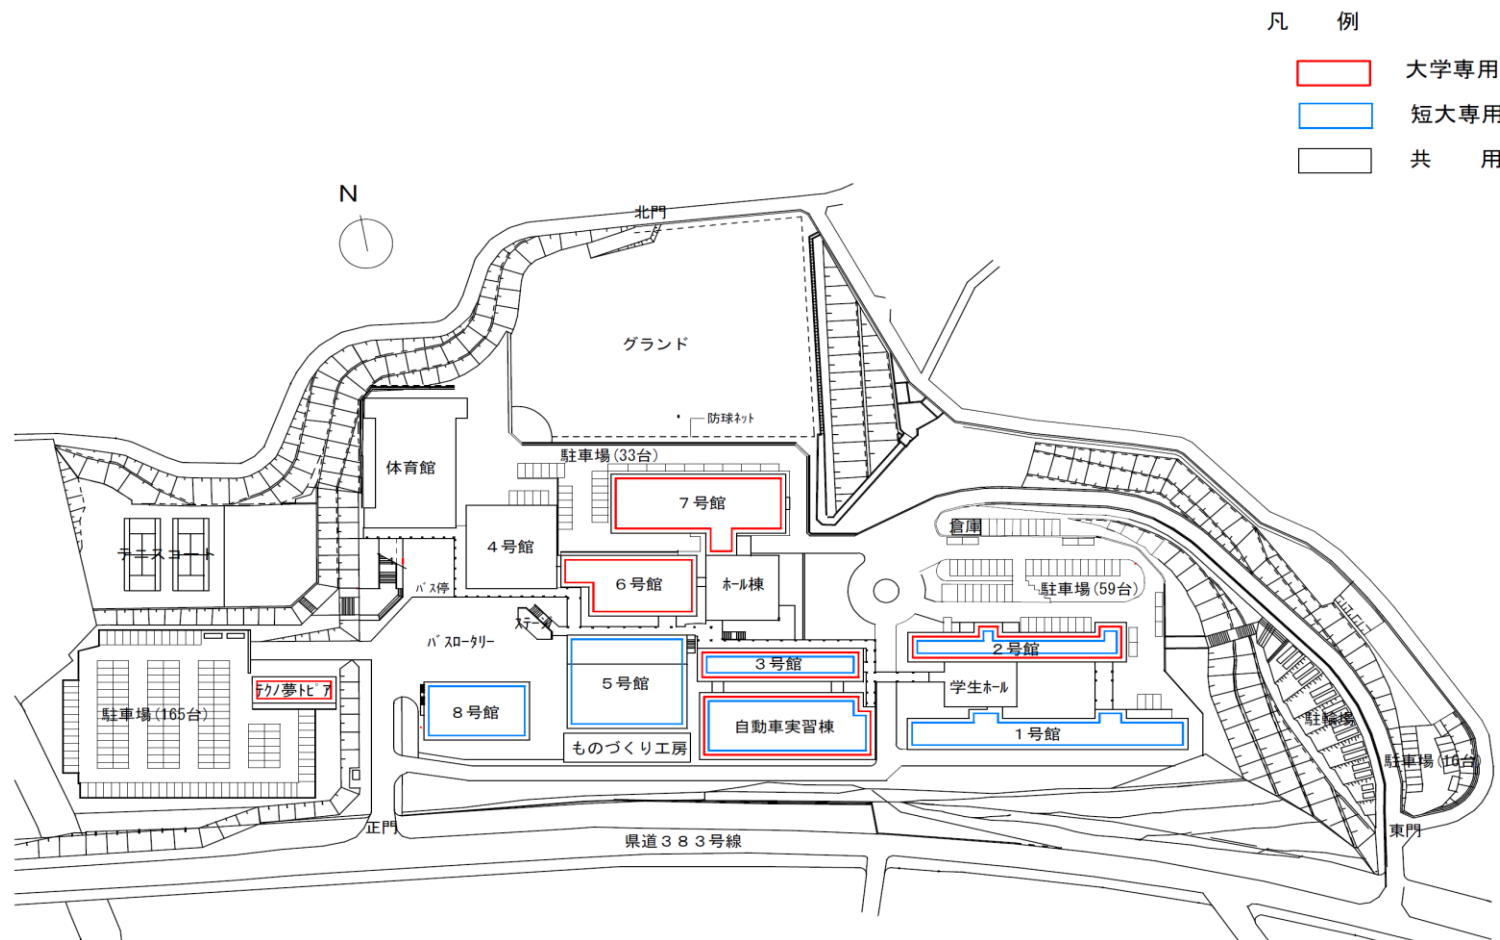 凡　例
大学専用
短大専用
共　用
N
北門
グランド
防球ネット
駐車場(33台)
体育館
７号館
４号館
倉庫
テニスコート
６号館
ホール棟
バス停
駐車場(59台)
ステージ
バスロータリー
２号館
３号館
５号館
学生ホール
テクノ夢トピア
８号館
駐車場(165台)
自動車実習棟
１号館
駐輪場
ものづくり工房
駐車場(16台)
正門
県道３８３号線
東門